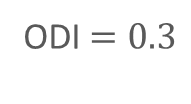 ODI = 0.3